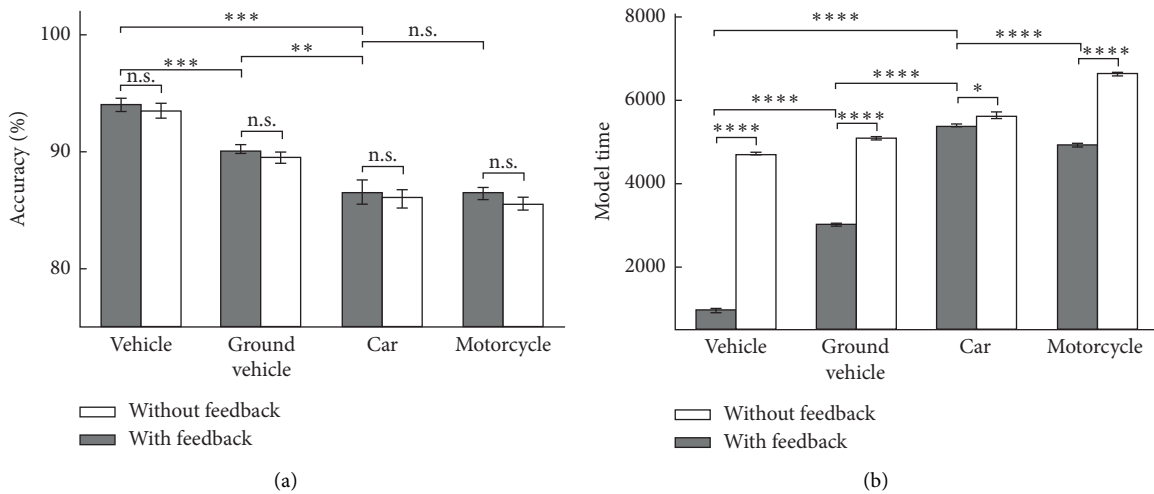 100
90
80
Accuracy (%)
***
n.s.
**
***
n.s.
n.s.
n.s.
n.s.
Vehicle
Ground
vehicle
Car
Motorcycle
Without feedback
With feedback
(a)
8000
6000
4000
2000
Model time
****
****
****
****
*
****
****
****
Vehicle
Ground
vehicle
Car
Motorcycle
Without feedback
With feedback
(b)